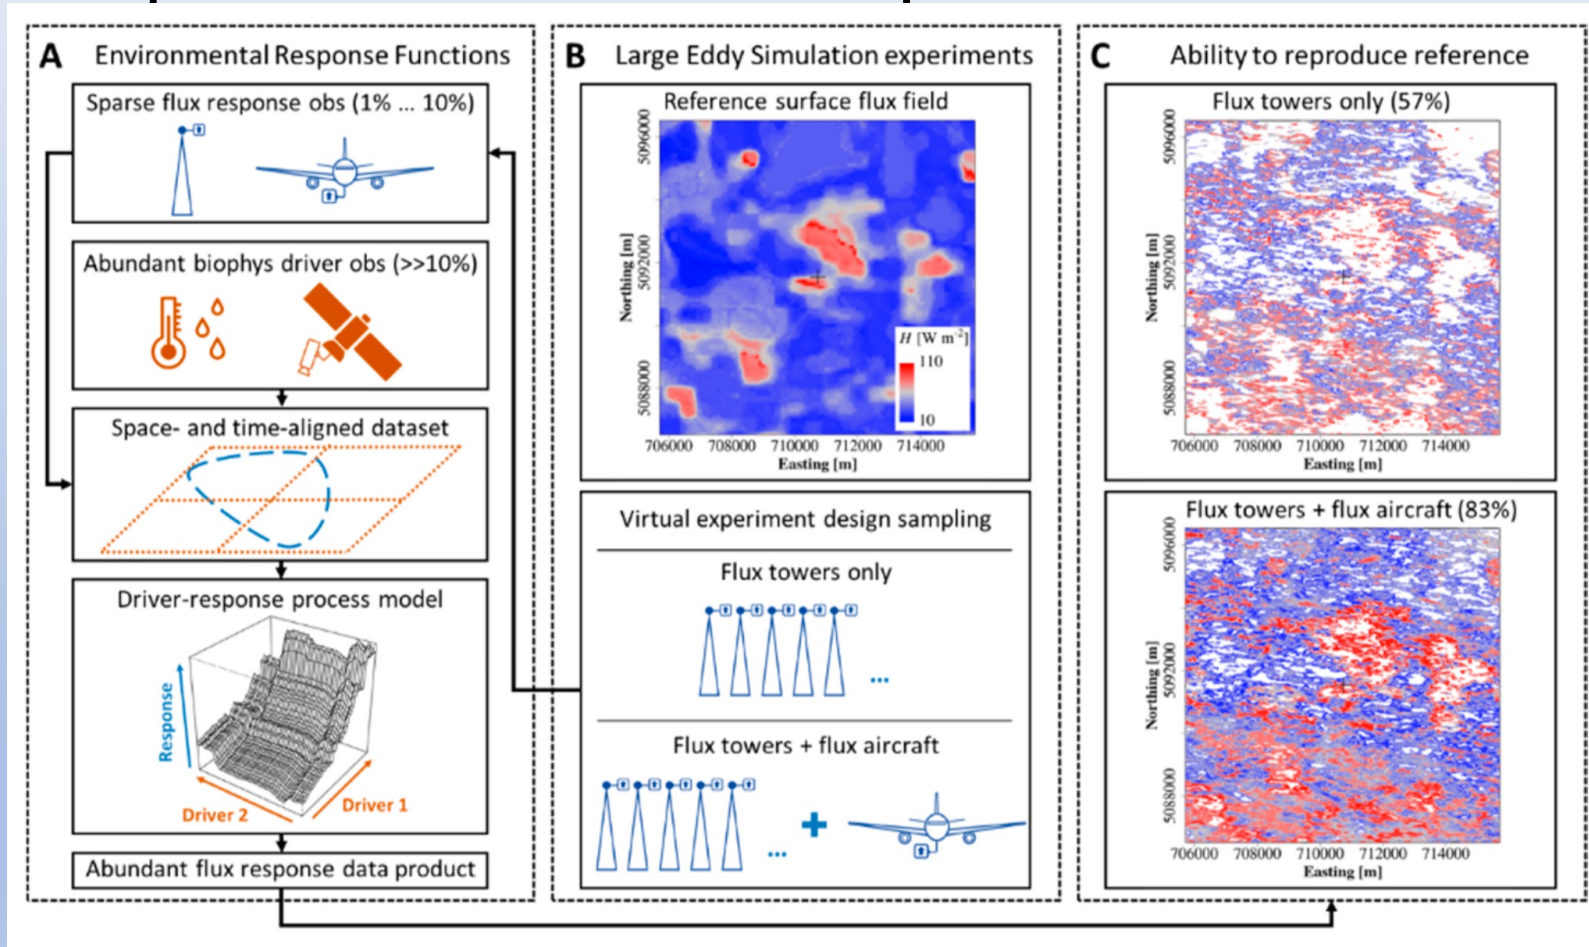 A Environmental Response Functions
Sparse flux response obs (1% ... 10%)
Abundant biophys driver obs (>>10%)
Space- and time-aligned dataset
Driver-response process model
Response
Driver 2
Driver 1
Abundant flux response data product
B Large Eddy Simulation experiments
Reference surface flux field
Northing [m]
5096000
5092000
5088000
H [W m⁻²]
110
10
706000 708000 710000 712000 714000
Easting [m]
Virtual experiment design sampling
Flux towers only
...
Flux towers + flux aircraft
+
...
C Ability to reproduce reference
Flux towers only (57%)
Northing [m]
5096000
5092000
5088000
706000 708000 710000 712000 714000
Easting [m]
Flux towers + flux aircraft (83%)
Northing [m]
5096000
5092000
5088000
706000 708000 710000 712000 714000
Easting [m]